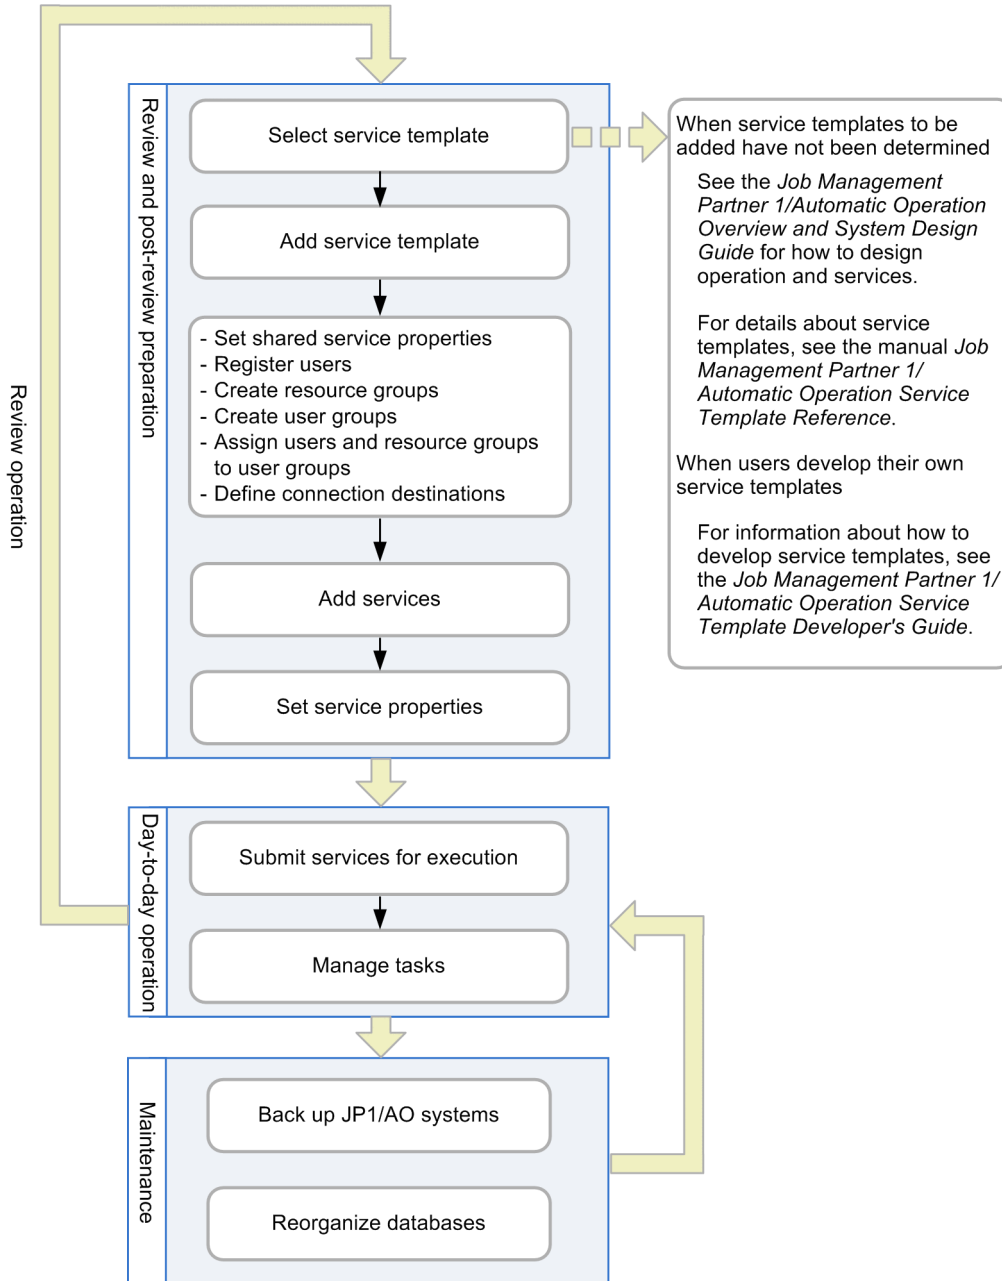 Review operation
Review and post-review preparation
Select service template
Add service template
- Set shared service properties
- Register users
- Create resource groups
- Create user groups
- Assign users and resource groups
to user groups
- Define connection destinations
Add services
Set service properties
When service templates to be
added have not been determined
See the Job Management
Partner 1/Automatic Operation
Overview and System Design
Guide for how to design
operation and services.
For details about service
templates, see the manual Job
Management Partner 1/
Automatic Operation Service
Template Reference.
When users develop their own
service templates
For information about how to
develop service templates, see
the Job Management Partner 1/
Automatic Operation Service
Template Developer's Guide.
Day-to-day operation
Submit services for execution
Manage tasks
Maintenance
Back up JP1/AO systems
Reorganize databases